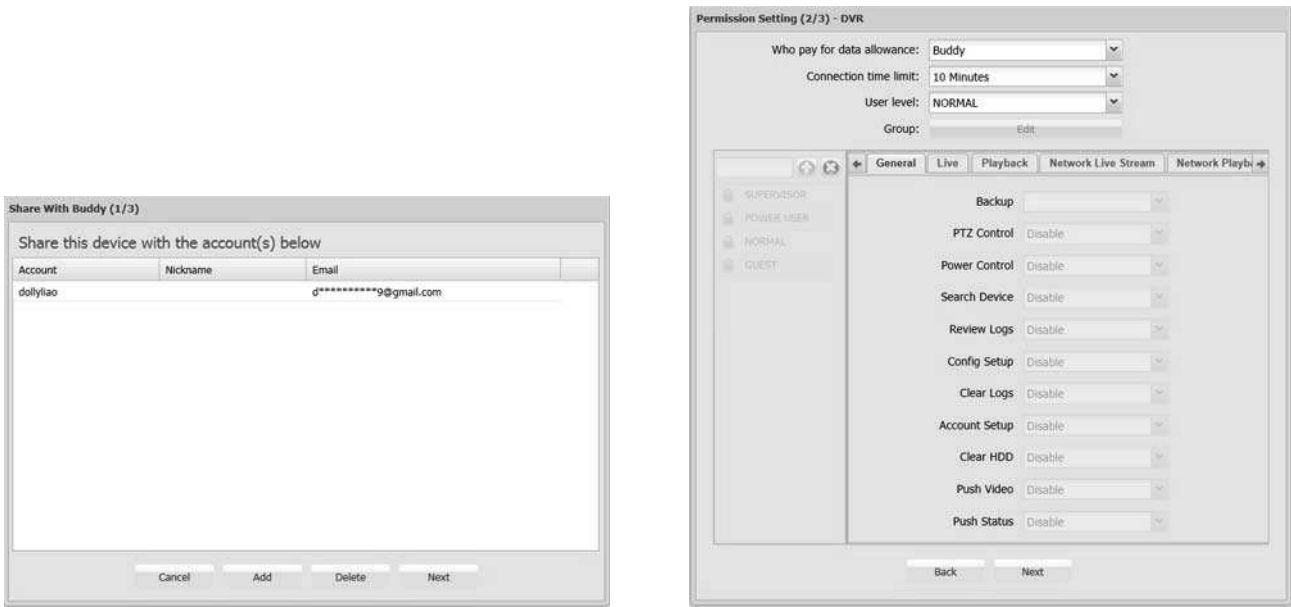 Share With Buddy (1/3)
Share this device with the account(s) below
Account Nickname Email
dollyliao d**********9@gmail.com
Cancel Add Delete Next
Permission Setting (2/3) - DVR
Who pay for data allowance: Buddy
Connection time limit: 10 Minutes
User level: NORMAL
Group: Edit
General Live Playback Network Live Stream Network Playba
SUPERVISOR
POWER USER
NORMAL
GUEST
Backup
PTZ Control Disable
Power Control Disable
Search Device Disable
Review Logs Disable
Config Setup Disable
Clear Logs Disable
Account Setup Disable
Clear HDD Disable
Push Video Disable
Push Status Disable
Back Next